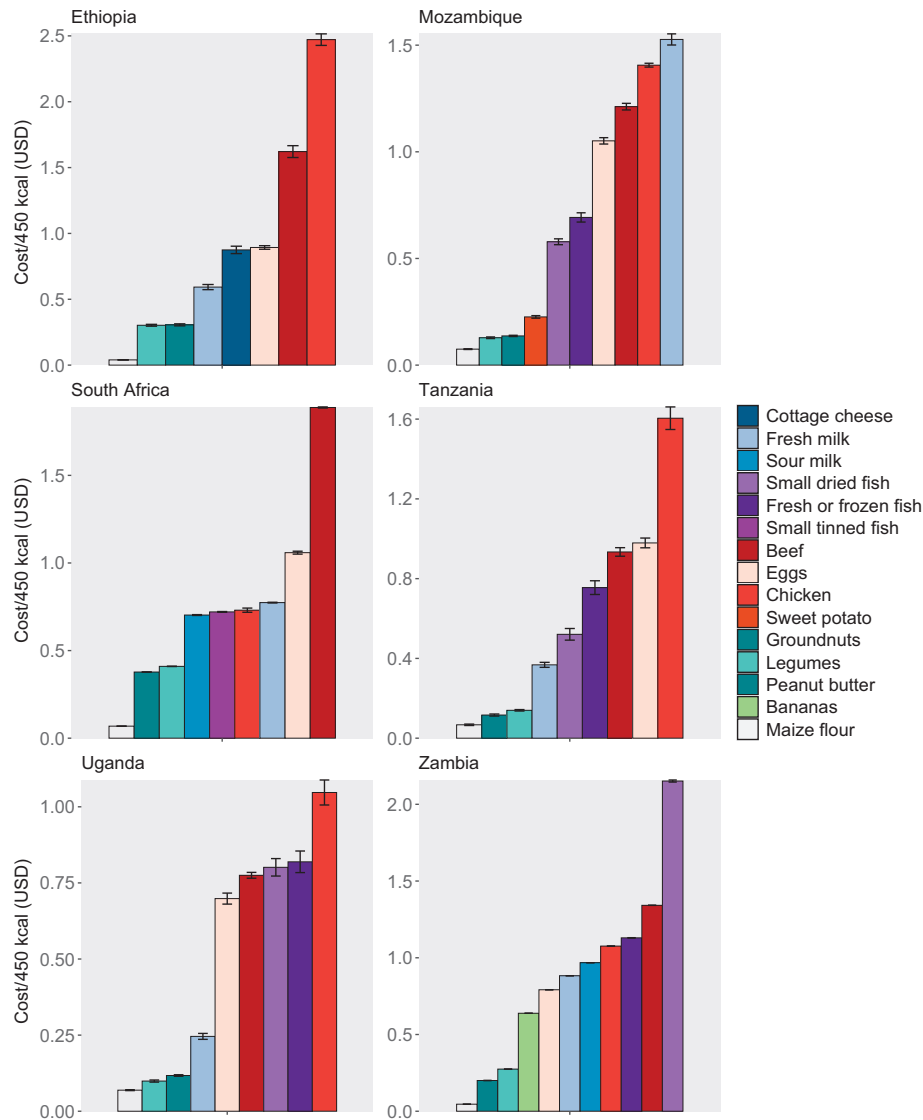 Ethiopia
Mozambique
2.5
2.0
1.5
1.0
0.5
0.0
Cost/450 kcal (USD)
1.5
1.0
0.5
0.0
South Africa
Tanzania
1.5
1.0
0.5
0.0
Cost/450 kcal (USD)
1.6
1.2
0.8
0.4
0.0
Cottage cheese
Fresh milk
Sour milk
Small dried fish
Fresh or frozen fish
Small tinned fish
Beef
Eggs
Chicken
Sweet potato
Groundnuts
Legumes
Peanut butter
Bananas
Maize flour
Uganda
Zambia
1.00
0.75
0.50
0.25
0.00
Cost/450 kcal (USD)
2.0
1.5
1.0
0.5
0.0